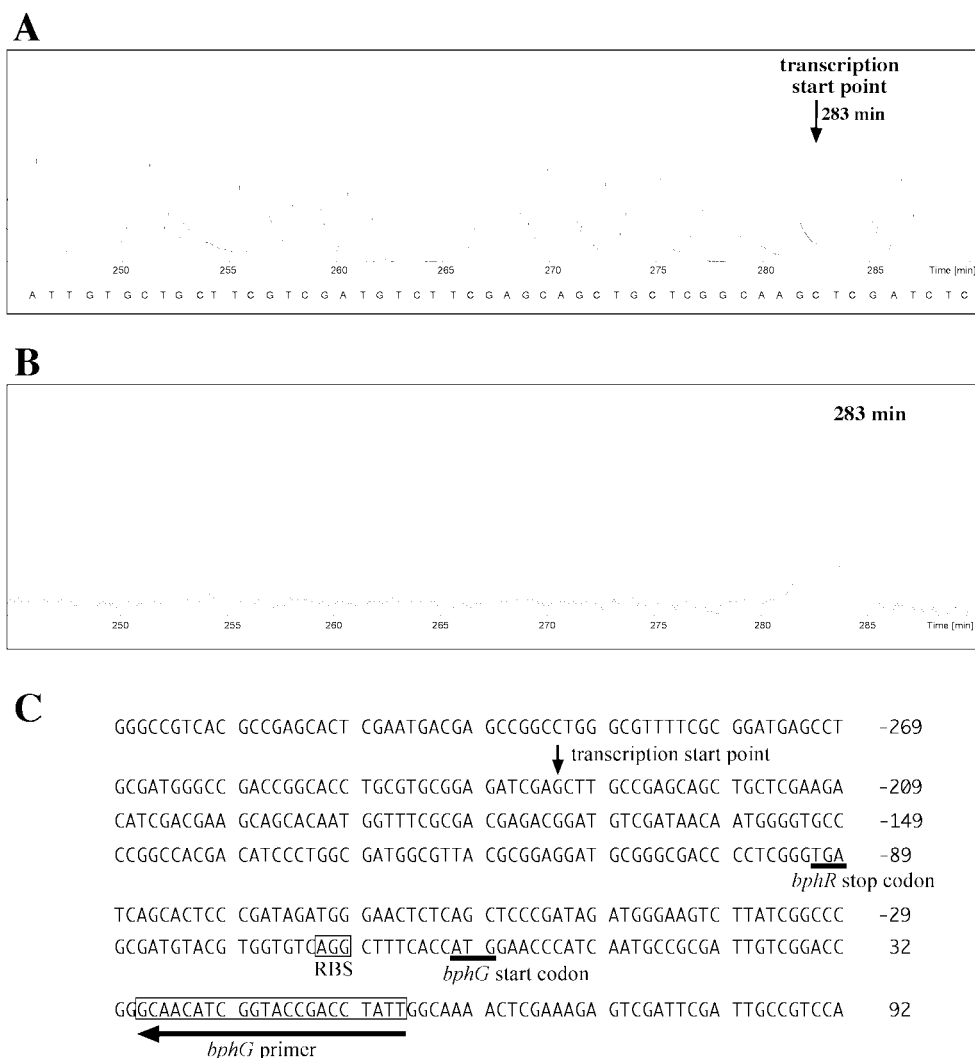 A
transcription
start point
283 min
250 255 260 265 270 275 280 285 Time [min]
A T T G T G C T G C T T C G T C G A T G T C T T C G A G C A G C T G C T C G G C A A G C T C G A T C T C
B
283 min
250 255 260 265 270 275 280 285 Time [min]
C
GGGCCGTCAC GCCGAGCACT CGAATGACGA GCCGGCCTGG GCGTTTTCGC GGATGAGCCT -269
transcription start point
GCGATGGGCC GACCGGCACC TGCGTGCGGA GATCGAGCTT GCCGAGCAGC TGCTCGAAGA -209
CATCGACGAA GCAGCACAAT GGTTTCGCGA CGAGACGGAT GTCGATAACA ATGGGGTGCC -149
CCGGCCACGA CATCCCTGGC GATGGCGTTA CGCGGAGGAT GCGGGCGACC CCTCGGGTGA -89
bphR stop codon
TCAGCACTCC CGATAGATGG GAACTCTCAG CTCCCGATAG ATGGGAAGTC TTATCGGCCC -29
GCGATGTACG TGGTGTCAGG CTTTCACCAT GGAACCCATC AATGCCGCGA TTGTCGGACC 32
RBS bphG start codon
GGGCAACATC GGTACCGACC TATTGGCAAA ACTCGAAAGA GTCGATTCGA TTGCCGTCCA 92
bphG primer